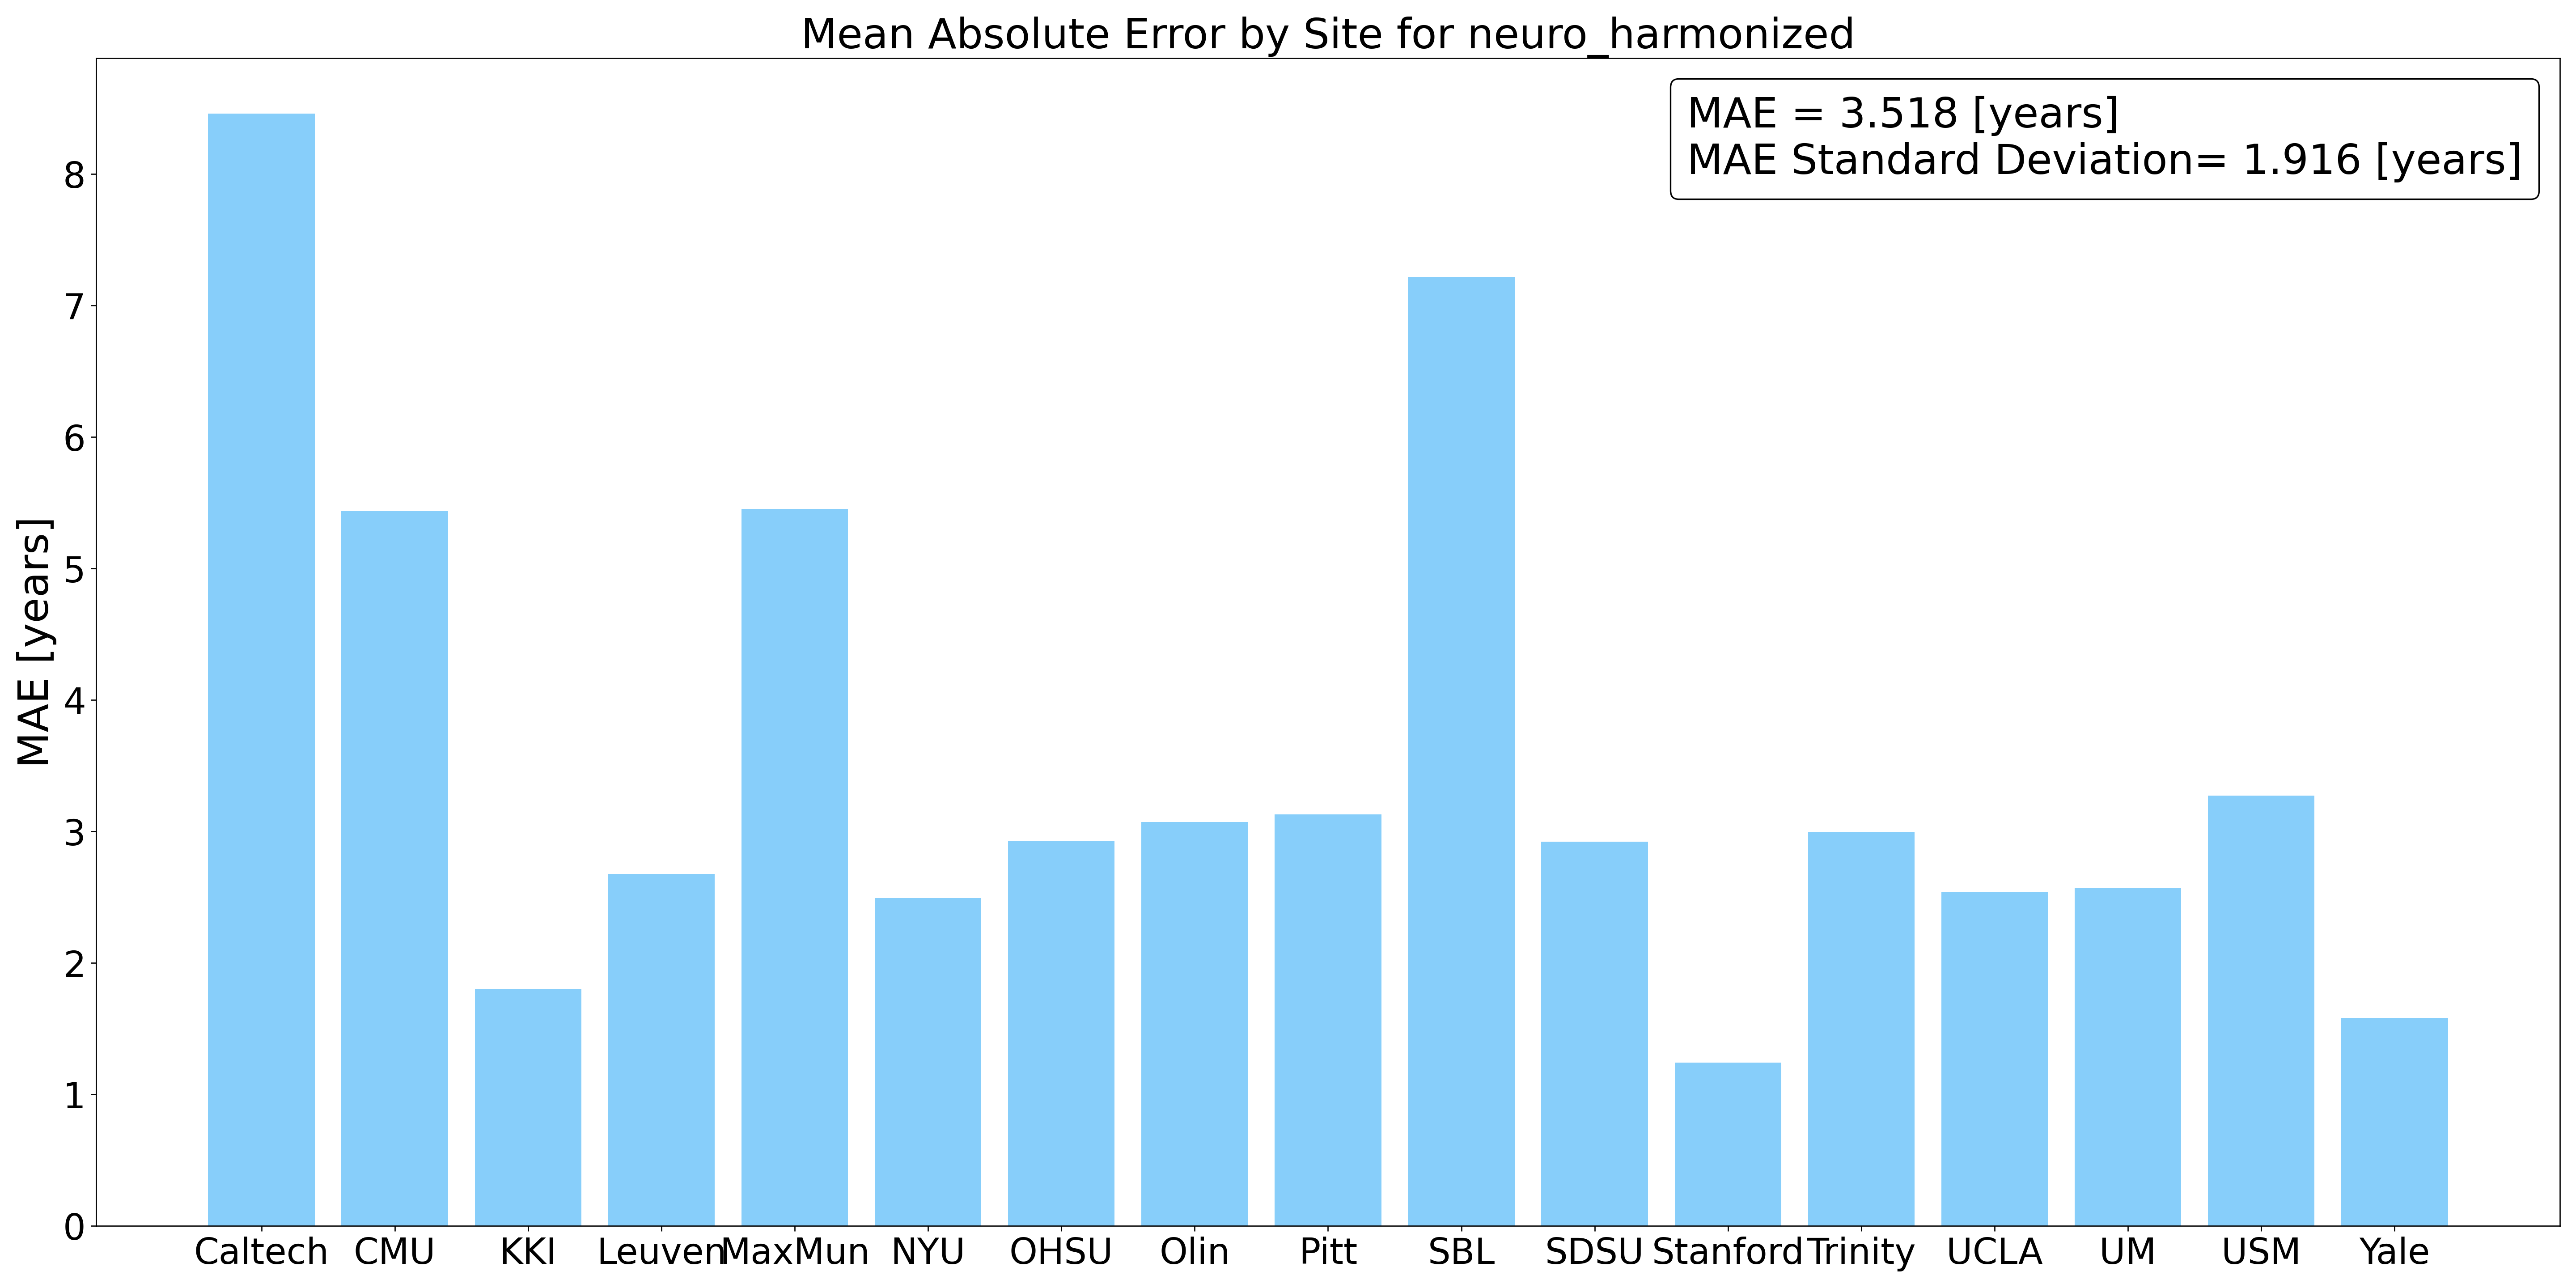 Mean Absolute Error by Site for neuro_harmonized
MAE = 3.518 [years]
MAE Standard Deviation= 1.916 [years]
MAE [years]
8
7
6
5
4
3
2
1
0
Caltech CMU KKI Leuven MaxMun NYU OHSU Olin Pitt SBL SDSU Stanford Trinity UCLA UM USM Yale